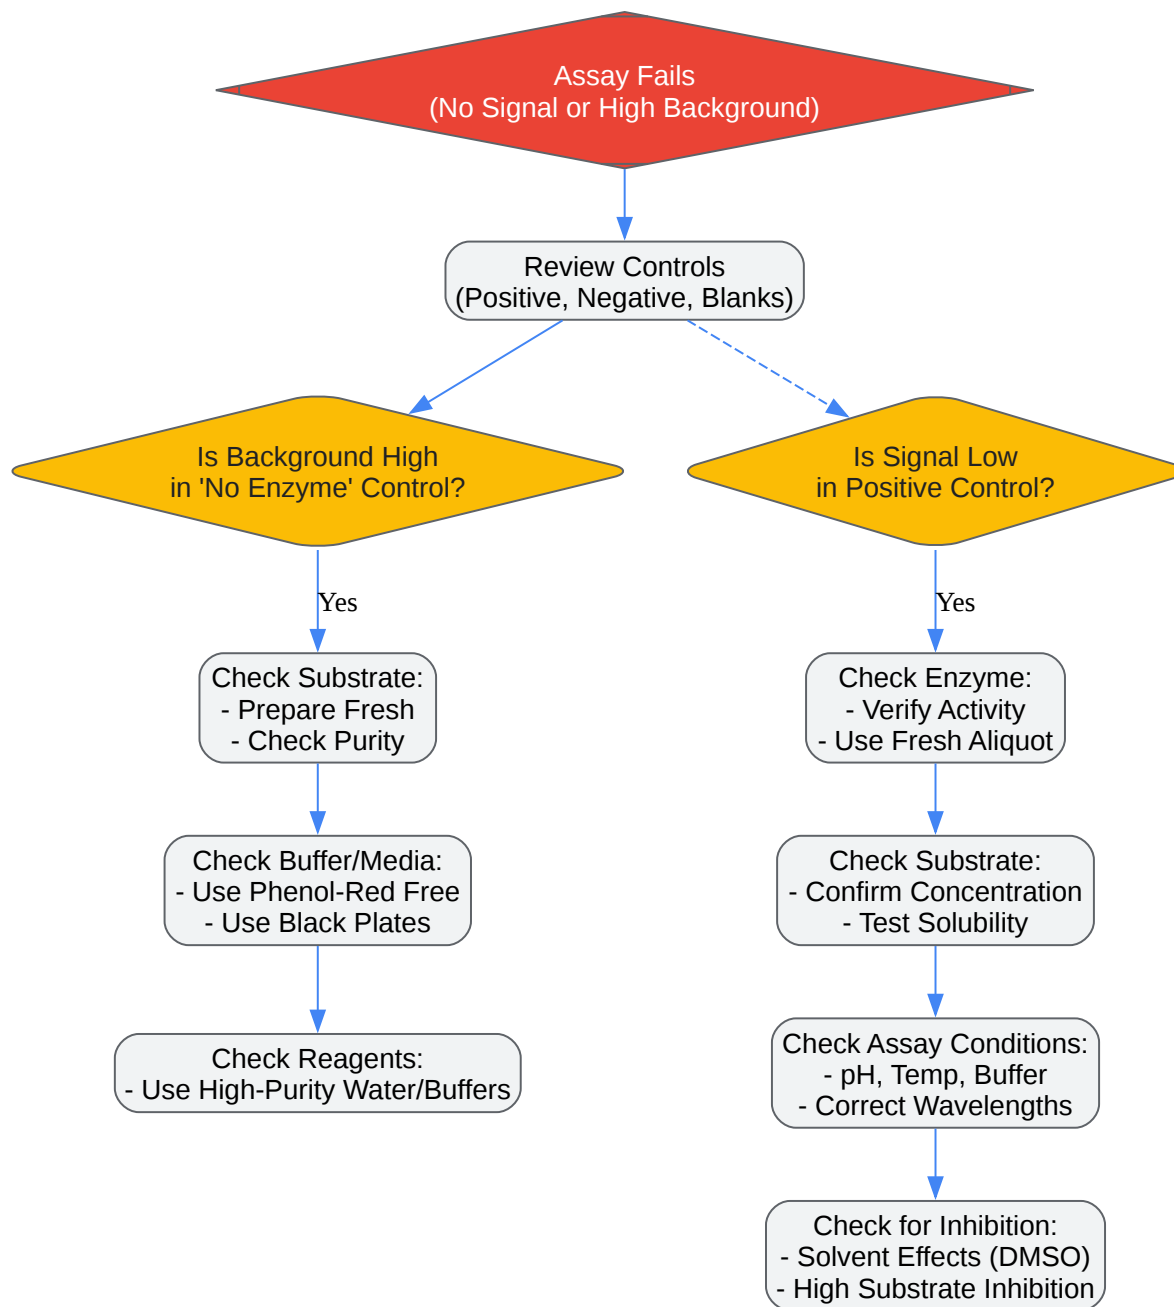 Assay Fails
(No Signal or High Background)
Review Controls
(Positive, Negative, Blanks)
Is Background High
in 'No Enzyme' Control?
Yes
Check Substrate:
- Prepare Fresh
- Check Purity
Check Buffer/Media:
- Use Phenol-Red Free
- Use Black Plates
Check Reagents:
- Use High-Purity Water/Buffers
Is Signal Low
in Positive Control?
Yes
Check Enzyme:
- Verify Activity
- Use Fresh Aliquot
Check Substrate:
- Confirm Concentration
- Test Solubility
Check Assay Conditions:
- pH, Temp, Buffer
- Correct Wavelengths
Check for Inhibition:
- Solvent Effects (DMSO)
- High Substrate Inhibition